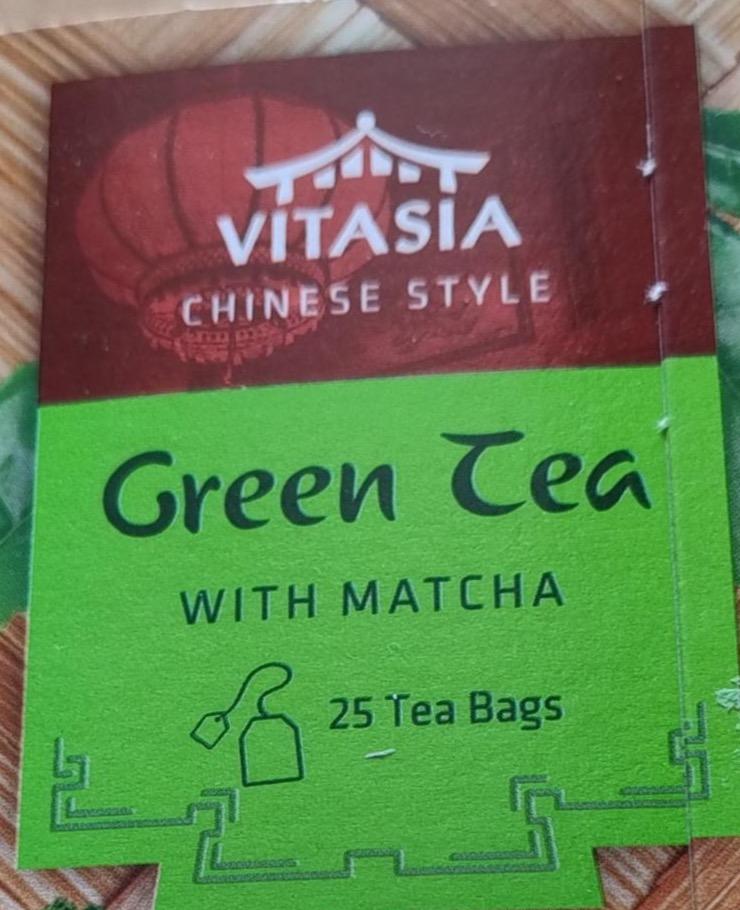 VITASIA
CHINESE STYLE
Green Tea
WITH MATCHA
25 Tea Bags